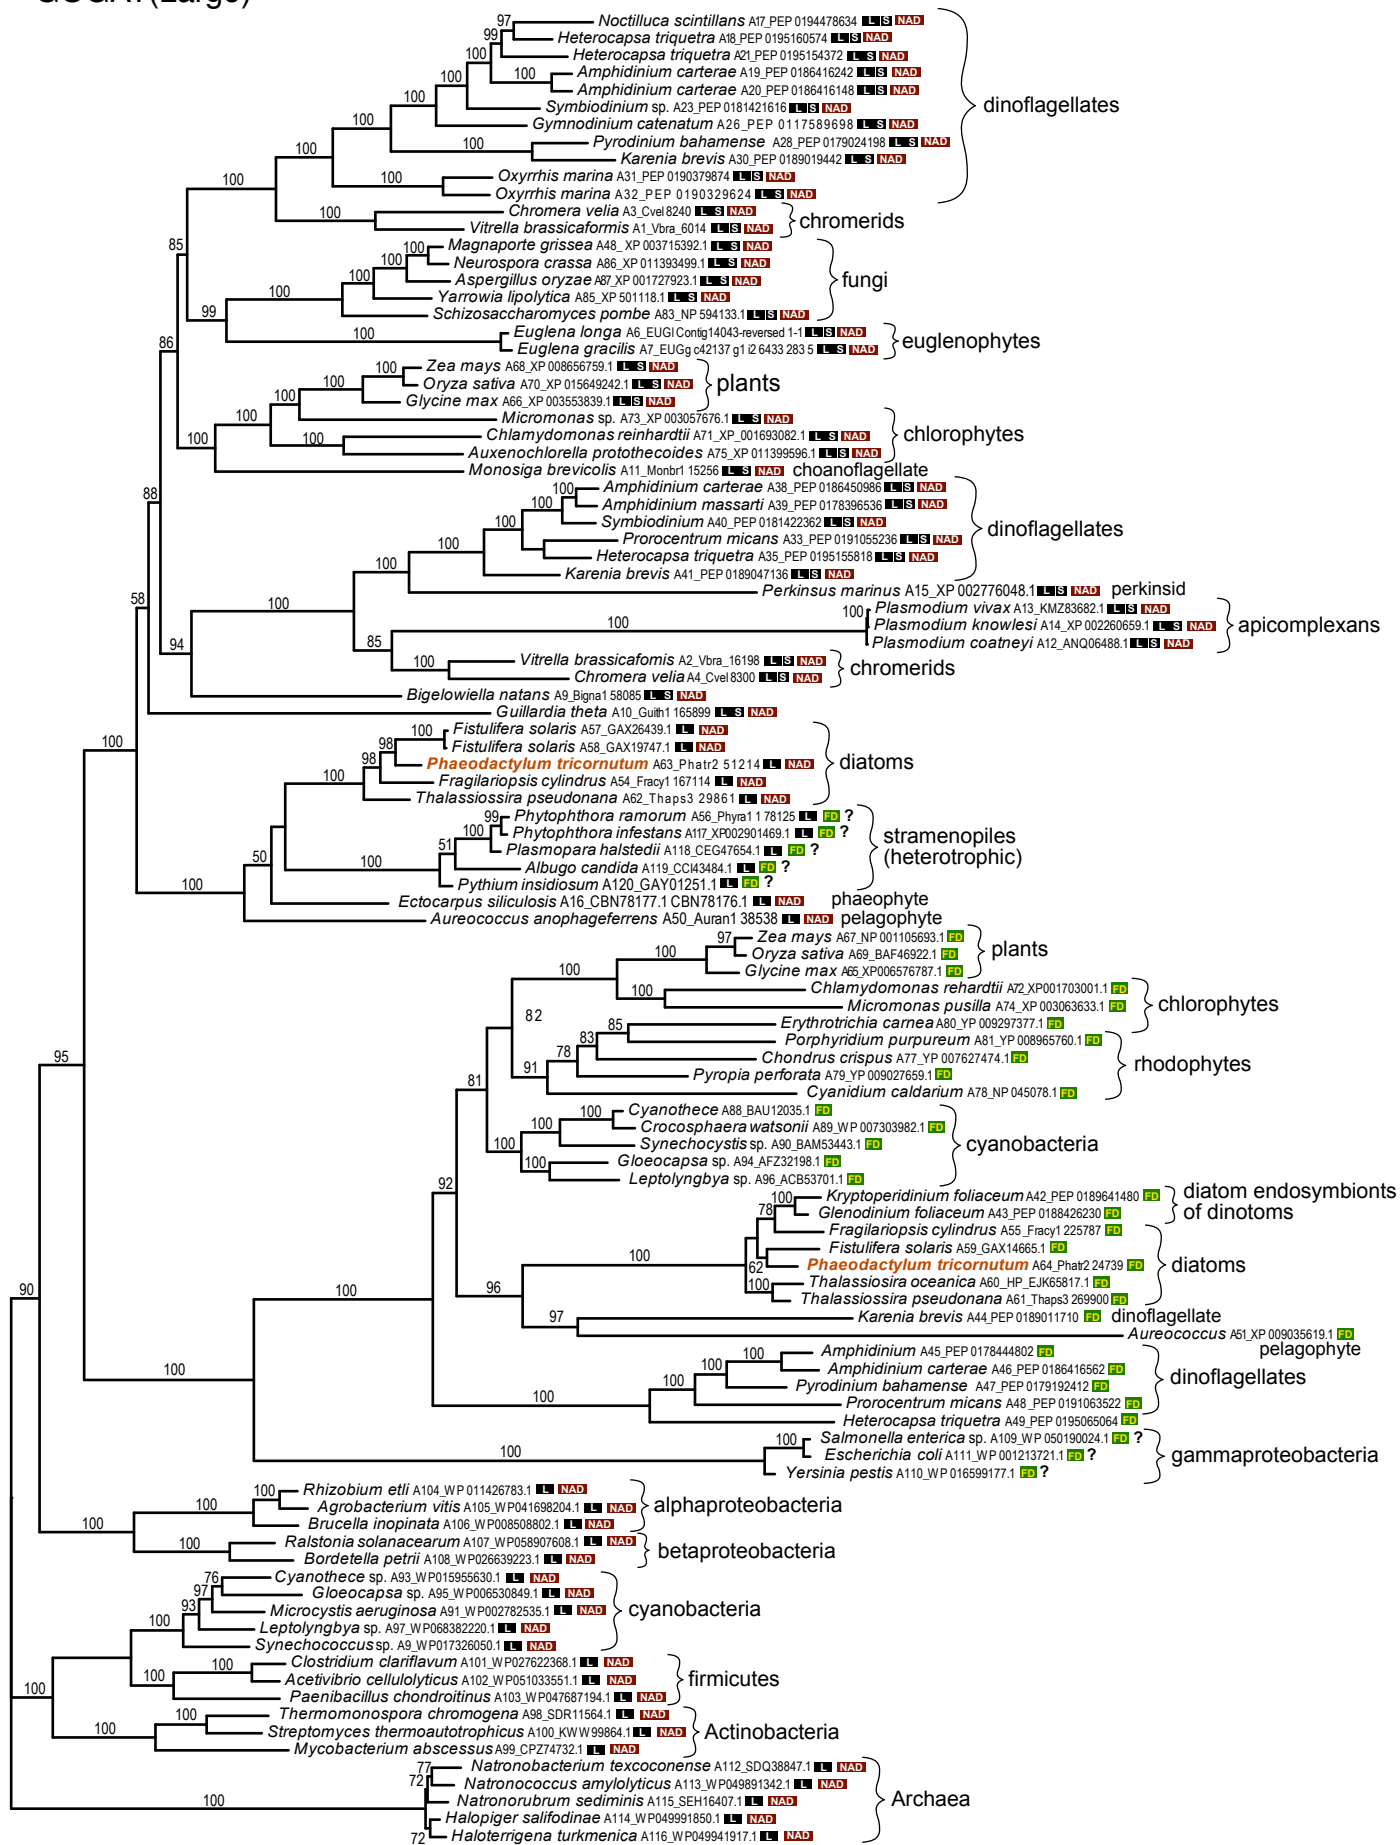 GOGAT (Large)
97 Noctiluca scintillans A17_PEP 0194478634 L S NAD
99 Heterocapsa triquetra A18_PEP 0195160574 L S NAD
100 Heterocapsa triquetra A21_PEP 0195154372 L S NAD
100 100 Amphidinium carterae A19_PEP 0186416242 L S NAD
Amphidinium carterae A20_PEP 0186416148 L S NAD
100 Symbiodinium sp. A23_PEP 0181421616 L S NAD
dinoflagellates
100 Gymnodinium catenatum A26_PEP 0117589698 L S NAD
100 Pyrodinium bahamense A28_PEP 0179024198 L S NAD
100 Karenia brevis A30_PEP 0189019442 L S NAD
100 100 Oxyrrhis marina A31_PEP 0190379874 L S NAD
Oxyrrhis marina A32_PEP 0190329624 L S NAD
100 Chromera velia A3_Cvel 8240 L S NAD
chromerids
Vitrella brassicaformis A1_Vbra_6014 L S NAD
85 100 Magnaporte grissea A48_XP 003715392.1 L S NAD
100 Neurospora crassa A86_XP 011393499.1 L S NAD
100 Aspergillus oryzae A87_XP 001727923.1 L S NAD
fungi
100 Yarrowia lipolytica A85_XP 501118.1 L S NAD
99 Schizosaccharomyces pombe A83_NP 594133.1 L S NAD
100 Euglena longa A6_EUGI Contig14043-reversed 1-1 L S NAD
euglenophytes
86 Euglena gracilis A7_EUGg c42137 g1 i2 6433 283 5 L S NAD
100 Zea mays A68_XP 008656759.1 L S NAD
100 Oryza sativa A70_XP 015649242.1 L S NAD
plants
100 Glycine max A66_XP 003553839.1 L S NAD
100 Micromonas sp. A73_XP 003057676.1 L S NAD
100 Chlamydomonas reinhardtii A71_XP_001693082.1 L S NAD
chlorophytes
Auxenochlorella protothecoides A75_XP 011399596.1 L S NAD
Monosiga brevicolis A11_Monbr1 15256 L S NAD choanoflagellate
88 100 Amphidinium carterae A38_PEP 0186450986 L S NAD
100 Amphidinium massarti A39_PEP 0178396536 L S NAD
100 Symbiodinium A40_PEP 0181422362 L S NAD
dinoflagellates
Prorocentrum micans A33_PEP 0191055236 L S NAD
100 Heterocapsa triquetra A35_PEP 0195155818 L S NAD
100 Karenia brevis A41_PEP 0189047136 L S NAD
Perkinsus marinus A15_XP 002776048.1 L S NAD perkinsid
58 100 Plasmodium vivax A13_KMZ83682.1 L S NAD
100 Plasmodium knowlesi A14_XP 002260659.1 L S NAD
apicomplexans
85 Plasmodium coatneyi A12_ANQ06488.1 L S NAD
94 100 Vitrella brassicafomis A2_Vbra_16198 L S NAD
chromerids
Chromera velia A4_Cvel 8300 L S NAD
Bigelowiella natans A9_Bigna1 58085 L S NAD
Guillardia theta A10_Guith1 165899 L S NAD
100 100 Fistulifera solaris A57_GAX26439.1 L NAD
98 Fistulifera solaris A58_GAX19747.1 L NAD
98 Phaeodactylum tricornutum A63_Phatr2 51214 L NAD
diatoms
100 Fragilariopsis cylindrus A54_Fracy1 167114 L NAD
Thalassiossira pseudonana A62_Thaps3 29861 L NAD
99 Phytophthora ramorum A56_Phyra1 1 78125 L FD ?
100 Phytophthora infestans A117_XP002901469.1 L FD ?
stramenopiles
51 Plasmopara halstedii A118_CEG47654.1 L FD ?
(heterotrophic)
50 100 Albugo candida A119_CCI43484.1 L FD ?
100 Pythium insidiosum A120_GAY01251.1 L FD ?
Ectocarpus siliculosis A16_CBN78177.1 CBN78176.1 L NAD phaeophyte
Aureococcus anophageferrens A50_Auran1 38538 L NAD pelagophyte
97 Zea mays A67_NP 001105693.1 FD
100 Oryza sativa A69_BAF46922.1 FD
plants
100 Glycine max A65_XP006576787.1 FD
100 Chlamydomonas rehardtii A72_XP001703001.1 FD
chlorophytes
Micromonas pusilla A74_XP 003063633.1 FD
82 85 Erythrotrichia carnea A80_YP 009297377.1 FD
83 Porphyridium purpureum A81_YP 008965760.1 FD
95 78 Chondrus crispus A77_YP 007627474.1 FD
rhodophytes
91 Pyropia perforata A79_YP 009027659.1 FD
81 Cyanidium caldarium A78_NP 045078.1 FD
100 Cyanothece A88_BAU12035.1 FD
100 Crocosphaera watsonii A89_WP 007303982.1 FD
100 Synechocystis sp. A90_BAM53443.1 FD
cyanobacteria
100 Gloeocapsa sp. A94_AFZ32198.1 FD
Leptolyngbya sp. A96_ACB53701.1 FD
92 100 Kryptoperidinium foliaceum A42_PEP 0189641480 FD
diatom endosymbionts
78 Glenodinium foliaceum A43_PEP 0188426230 FD
of dinotoms
Fragilariopsis cylindrus A55_Fracy1 225787 FD
100 Fistulifera solaris A59_GAX14665.1 FD
62 Phaeodactylum tricornutum A64_Phatr2 24739 FD
diatoms
96 100 Thalassiosira oceanica A60_HP_EJK65817.1 FD
90 100 Thalassiossira pseudonana A61_Thaps3 269900 FD
97 Karenia brevis A44_PEP 0189011710 FD dinoflagellate
Aureococcus A51_XP 009035619.1 FD
pelagophyte
100 Amphidinium A45_PEP 0178444802 FD
100 Amphidinium carterae A46_PEP 0186416562 FD
dinoflagellates
100 100 Pyrodinium bahamense A47_PEP 0179192412 FD
100 Prorocentrum micans A48_PEP 0191063522 FD
Heterocapsa triquetra A49_PEP 0195065064 FD
100 Salmonella enterica sp. A109_WP 050190024.1 FD ?
100 Escherichia coli A111_WP 001213721.1 FD ?
gammaproteobacteria
Yersinia pestis A110_WP 016599177.1 FD ?
100 Rhizobium etli A104_WP 011426783.1 L NAD
100 Agrobacterium vitis A105_WP041698204.1 L NAD
alphaproteobacteria
100 Brucella inopinata A106_WP008508802.1 L NAD
100 Ralstonia solanacearum A107_WP058907608.1 L NAD
betaproteobacteria
Bordetella petrii A108_WP026639223.1 L NAD
76 Cyanothece sp. A93_WP015955630.1 L NAD
97 Gloeocapsa sp. A95_WP006530849.1 L NAD
93 Microcystis aeruginosa A91_WP002782535.1 L NAD
cyanobacteria
100 Leptolyngbya sp. A97_WP068382220.1 L NAD
Synechococcus sp. A9_WP017326050.1 L NAD
100 Clostridium clariflavum A101_WP027622368.1 L NAD
100 Acetivibrio cellulolyticus A102_WP051033551.1 L NAD
firmicutes
100 Paenibacillus chondroitinus A103_WP047687194.1 L NAD
100 Thermomonospora chromogena A98_SDR11564.1 L NAD
100 Streptomyces thermoautotrophicus A100_KWW99864.1 L NAD
Actinobacteria
Mycobacterium abscessus A99_CPZ74732.1 L NAD
77 Natronobacterium texcoconense A112_SDQ38847.1 L NAD
72 Natronococcus amylolyticus A113_WP049891342.1 L NAD
100 Natronorubrum sediminis A115_SEH16407.1 L NAD
Archaea
Halopiger salifodinae A114_WP049991850.1 L NAD
72 Haloterrigena turkmenica A116_WP049941917.1 L NAD